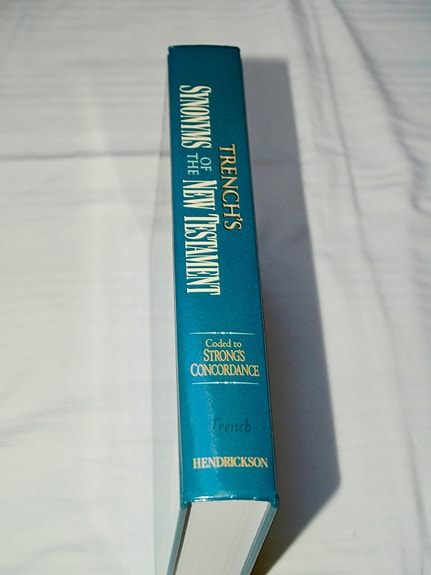 TRENCH'S
SYNONYMS OF THE NEW TESTAMENT
Coded to
STRONG'S
CONCORDANCE
Trench
HENDRICKSON